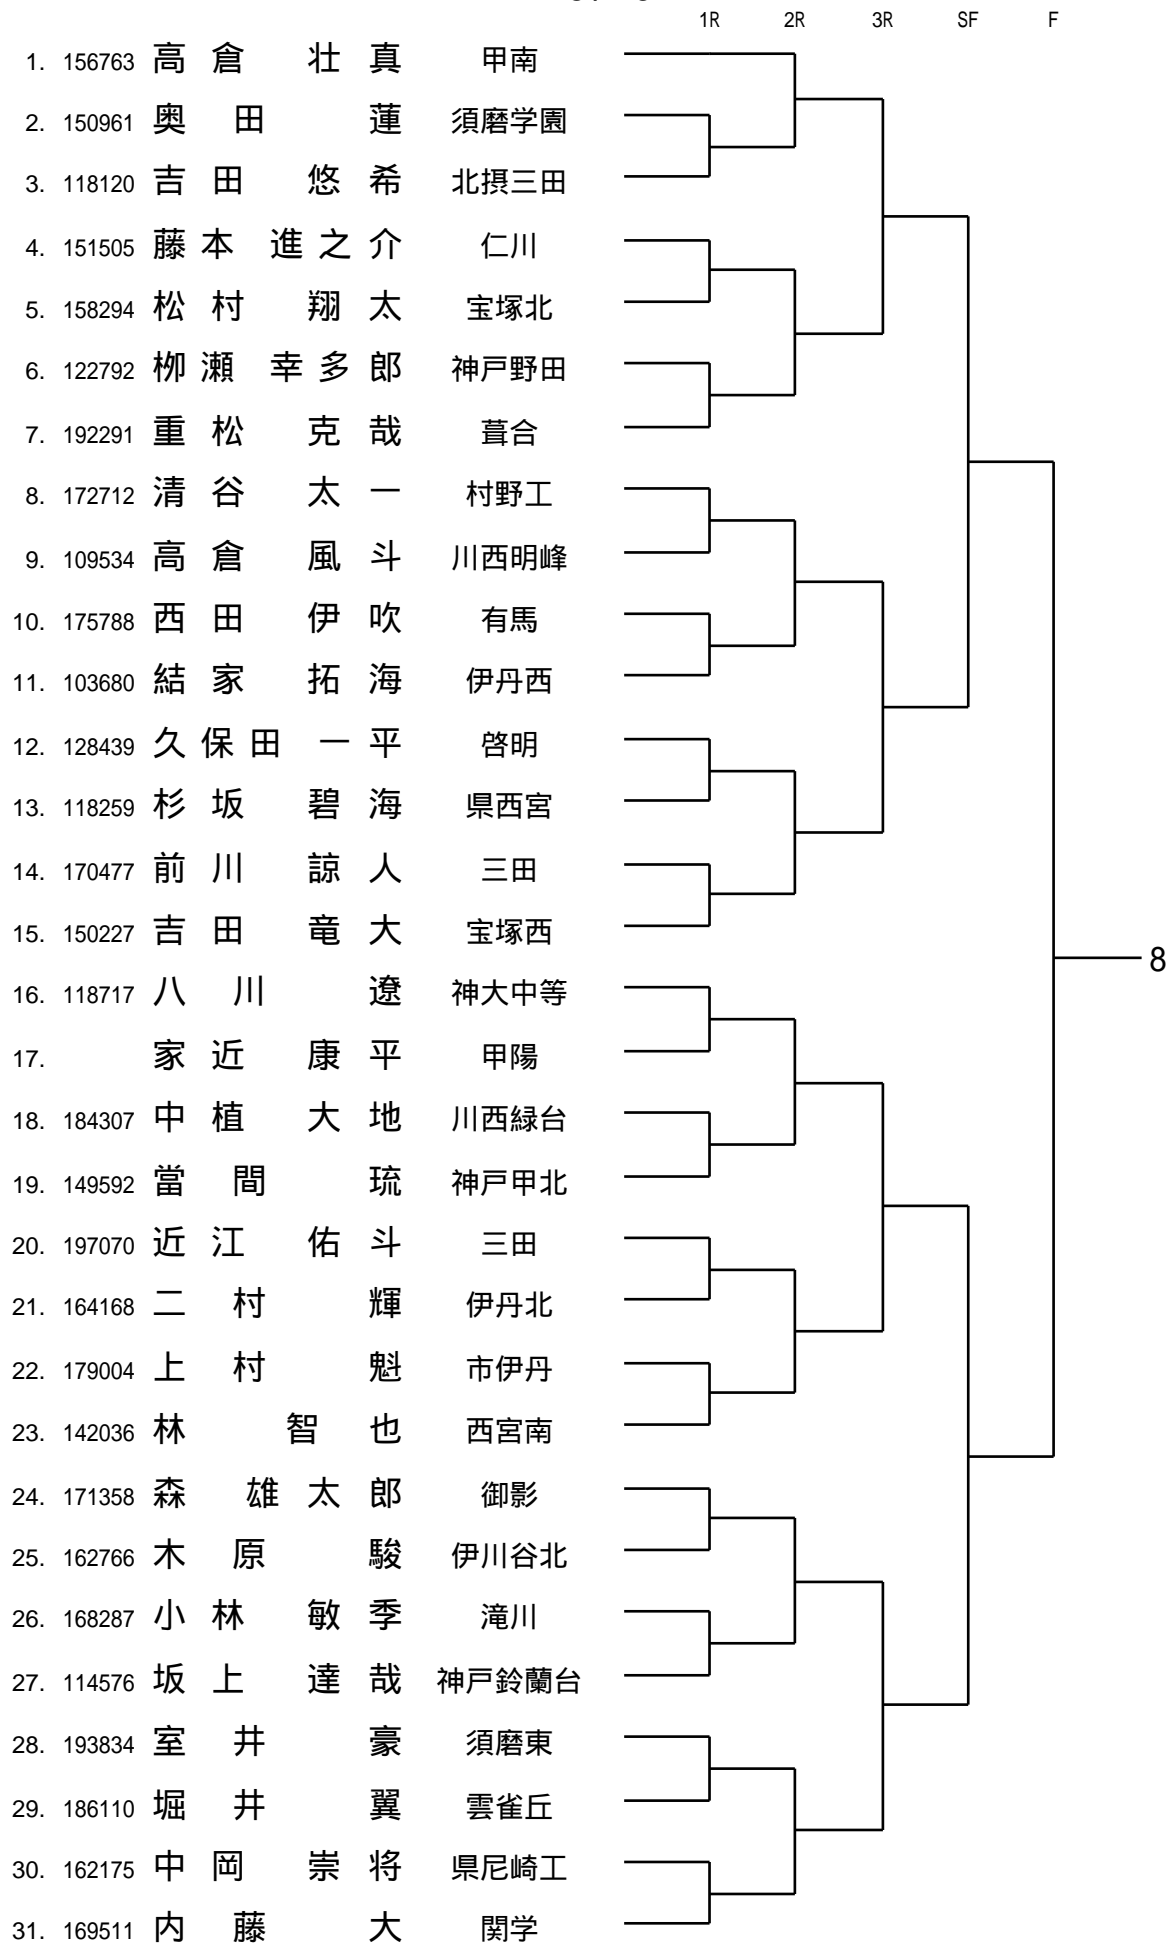 1R 2R 3R SF F
1. 156763 高倉 壮真 甲南
2. 150961 奥田 蓮 須磨学園
3. 118120 吉田 悠希 北摂三田
4. 151505 藤本 進之介 仁川
5. 158294 松村 翔太 宝塚北
6. 122792 栁瀬 幸多郎 神戸野田
7. 192291 重松 克哉 葺合
8. 172712 清谷 太一 村野工
9. 109534 高倉 風斗 川西明峰
10. 175788 西田 伊吹 有馬
11. 103680 結家 拓海 伊丹西
12. 128439 久保田 一平 啓明
13. 118259 杉坂 碧海 県西宮
14. 170477 前川 諒人 三田
15. 150227 吉田 竜大 宝塚西
8
16. 118717 八川 遼 神大中等
17. 家近 康平 甲陽
18. 184307 中植 大地 川西緑台
19. 149592 當間 琉 神戸甲北
20. 197070 近江 佑斗 三田
21. 164168 二村 輝 伊丹北
22. 179004 上村 魁 市伊丹
23. 142036 林 智也 西宮南
24. 171358 森 雄太郎 御影
25. 162766 木原 駿 伊川谷北
26. 168287 小林 敏季 滝川
27. 114576 坂上 達哉 神戸鈴蘭台
28. 193834 室井 豪 須磨東
29. 186110 堀井 翼 雲雀丘
30. 162175 中岡 崇将 県尼崎工
31. 169511 内藤 大 関学